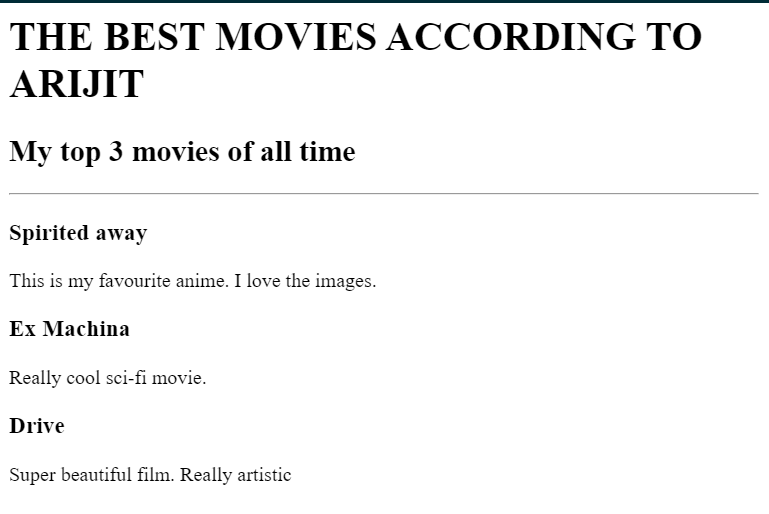 THE BEST MOVIES ACCORDING TO
ARIJIT
My top 3 movies of all time
Spirited away
This is my favourite anime. I love the images.
Ex Machina
Really cool sci-fi movie.
Drive
Super beautiful film. Really artistic